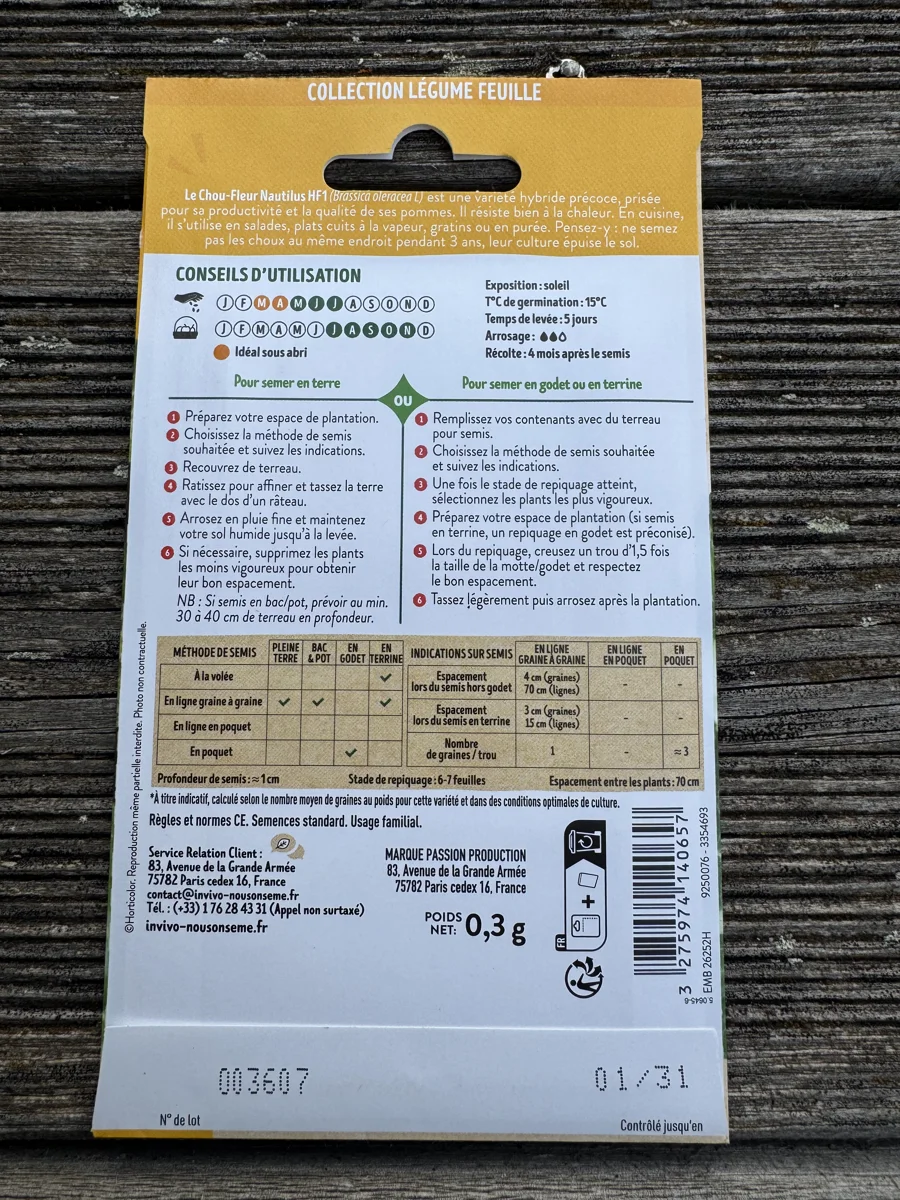 COLLECTION LÉGUME FEUILLE
Le Chou-Fleur Nautilus HF1 (Brassica oleracea L) est une variété hybride précoce, prisée
pour sa productivité et la qualité de ses pommes. Il résiste bien à la chaleur. En cuisine,
il s'utilise en salades, plats cuits à la vapeur, gratins ou en purée. Pensez-y : ne semez
pas les choux au même endroit pendant 3 ans, leur culture épuise le sol.
CONSEILS D'UTILISATION
J F M A M J J A S O N D
J F M A M J J A S O N D
Idéal sous abri
Exposition : soleil
T°C de germination : 15°C
Temps de levée : 5 jours
Arrosage :
Récolte : 4 mois après le semis
Pour semer en terre
OU
Pour semer en godet ou en terrine
1 Préparez votre espace de plantation.
2 Choisissez la méthode de semis
souhaitée et suivez les indications.
3 Recouvrez de terreau.
4 Ratissez pour affiner et tassez la terre
avec le dos d'un râteau.
5 Arrosez en pluie fine et maintenez
votre sol humide jusqu'à la levée.
6 Si nécessaire, supprimez les plants
les moins vigoureux pour obtenir
leur bon espacement.
NB : Si semis en bac/pot, prévoir au min.
30 à 40 cm de terreau en profondeur.
1 Remplissez vos contenants avec du terreau
pour semis.
2 Choisissez la méthode de semis souhaitée
et suivez les indications.
3 Une fois le stade de repiquage atteint,
sélectionnez les plants les plus vigoureux.
4 Préparez votre espace de plantation (si semis
en terrine, un repiquage en godet est préconisé).
5 Lors du repiquage, creusez un trou d'1,5 fois
la taille de la motte/godet et respectez
le bon espacement.
6 Tassez légèrement puis arrosez après la plantation.
MÉTHODE DE SEMIS PLEINE TERRE BAC & POT EN GODET EN TERRINE
À la volée ✓
En ligne graine à graine ✓ ✓ ✓
En ligne en poquet
En poquet ✓
INDICATIONS SUR SEMIS EN LIGNE GRAINE À GRAINE EN LIGNE EN POQUET EN POQUET
Espacement lors du semis hors godet 4 cm (graines) 70 cm (lignes) - -
Espacement lors du semis en terrine 3 cm (graines) 15 cm (lignes) - -
Nombre de graines / trou 1 - ≈ 3
Profondeur de semis : ≈ 1 cm Stade de repiquage : 6-7 feuilles Espacement entre les plants : 70 cm
*À titre indicatif, calculé selon le nombre moyen de graines au poids pour cette variété et dans des conditions optimales de culture.
Règles et normes CE. Semences standard. Usage familial.
Service Relation Client :
83, Avenue de la Grande Armée
75782 Paris cedex 16, France
contact@invivo-nousonseme.fr
Tél. : (+33) 1 76 28 43 31 (Appel non surtaxé)
invivo-nousonseme.fr
MARQUE PASSION PRODUCTION
83, Avenue de la Grande Armée
75782 Paris cedex 16, France
POIDS
NET: 0,3 g
FR
+
3 275974 140657
9250076 - 3354693
EMB 26252H
5.0645-6
©Horticolor. Reproduction même partielle interdite. Photo non contractuelle.
003607
01/31
N° de lot
Contrôlé jusqu'en